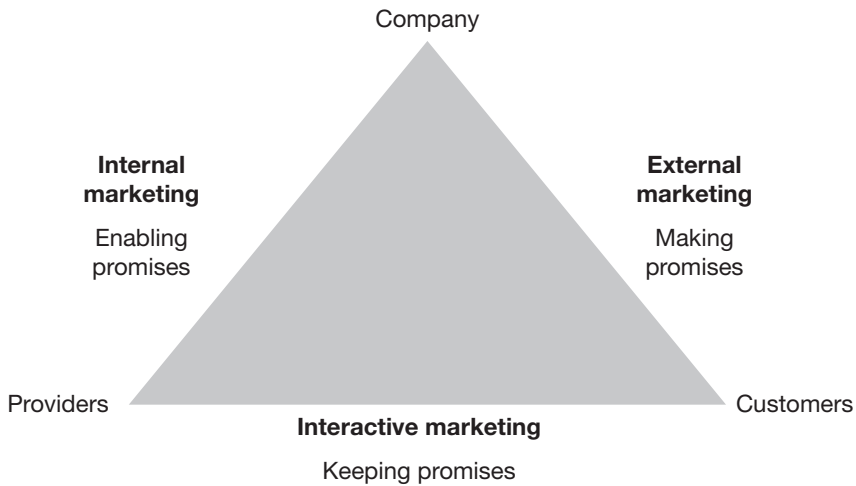 Company
Internal
marketing
Enabling
promises
External
marketing
Making
promises
Providers
Customers
Interactive marketing
Keeping promises